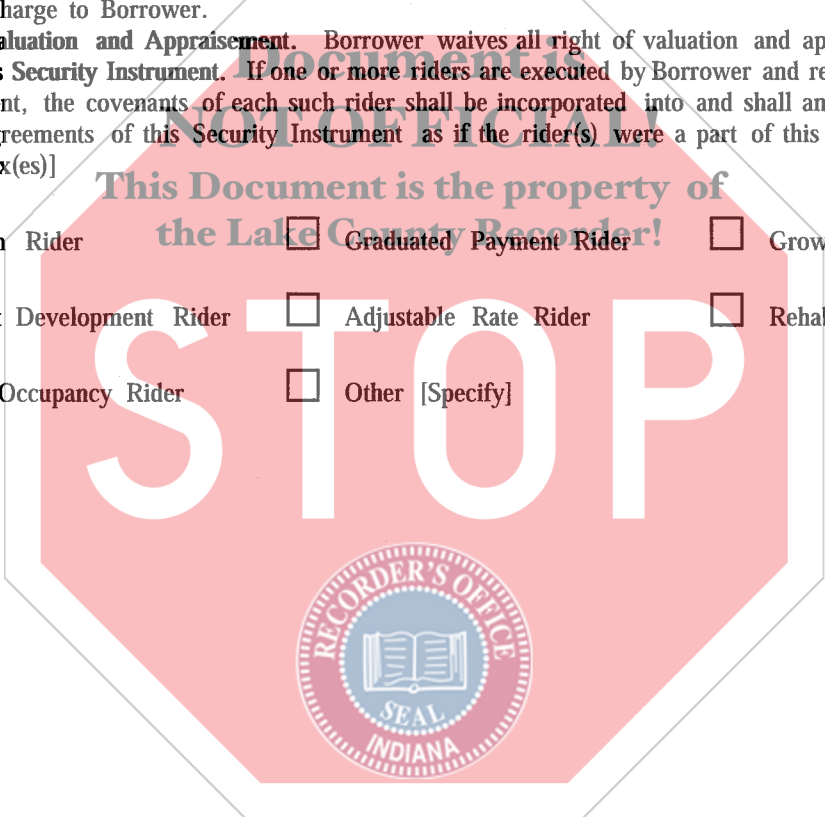 harge to Borrower.
aluation and Appraisement. Borrower waives all right of valuation and ap
s Security Instrument. If one or more riders are executed by Borrower and re
nt, the covenants of each such rider shall be incorporated into and shall an
reements of this Security Instrument as if the rider(s) were a part of this
x(es)]
Document is
NOT OFFICIAL!
This Document is the property of
the Lake County Recorder!
n Rider Graduated Payment Rider Grow
t Development Rider Adjustable Rate Rider Rehal
Occupancy Rider Other [Specify]
STOP
RECORDER'S OFFICE
SEAL
INDIANA